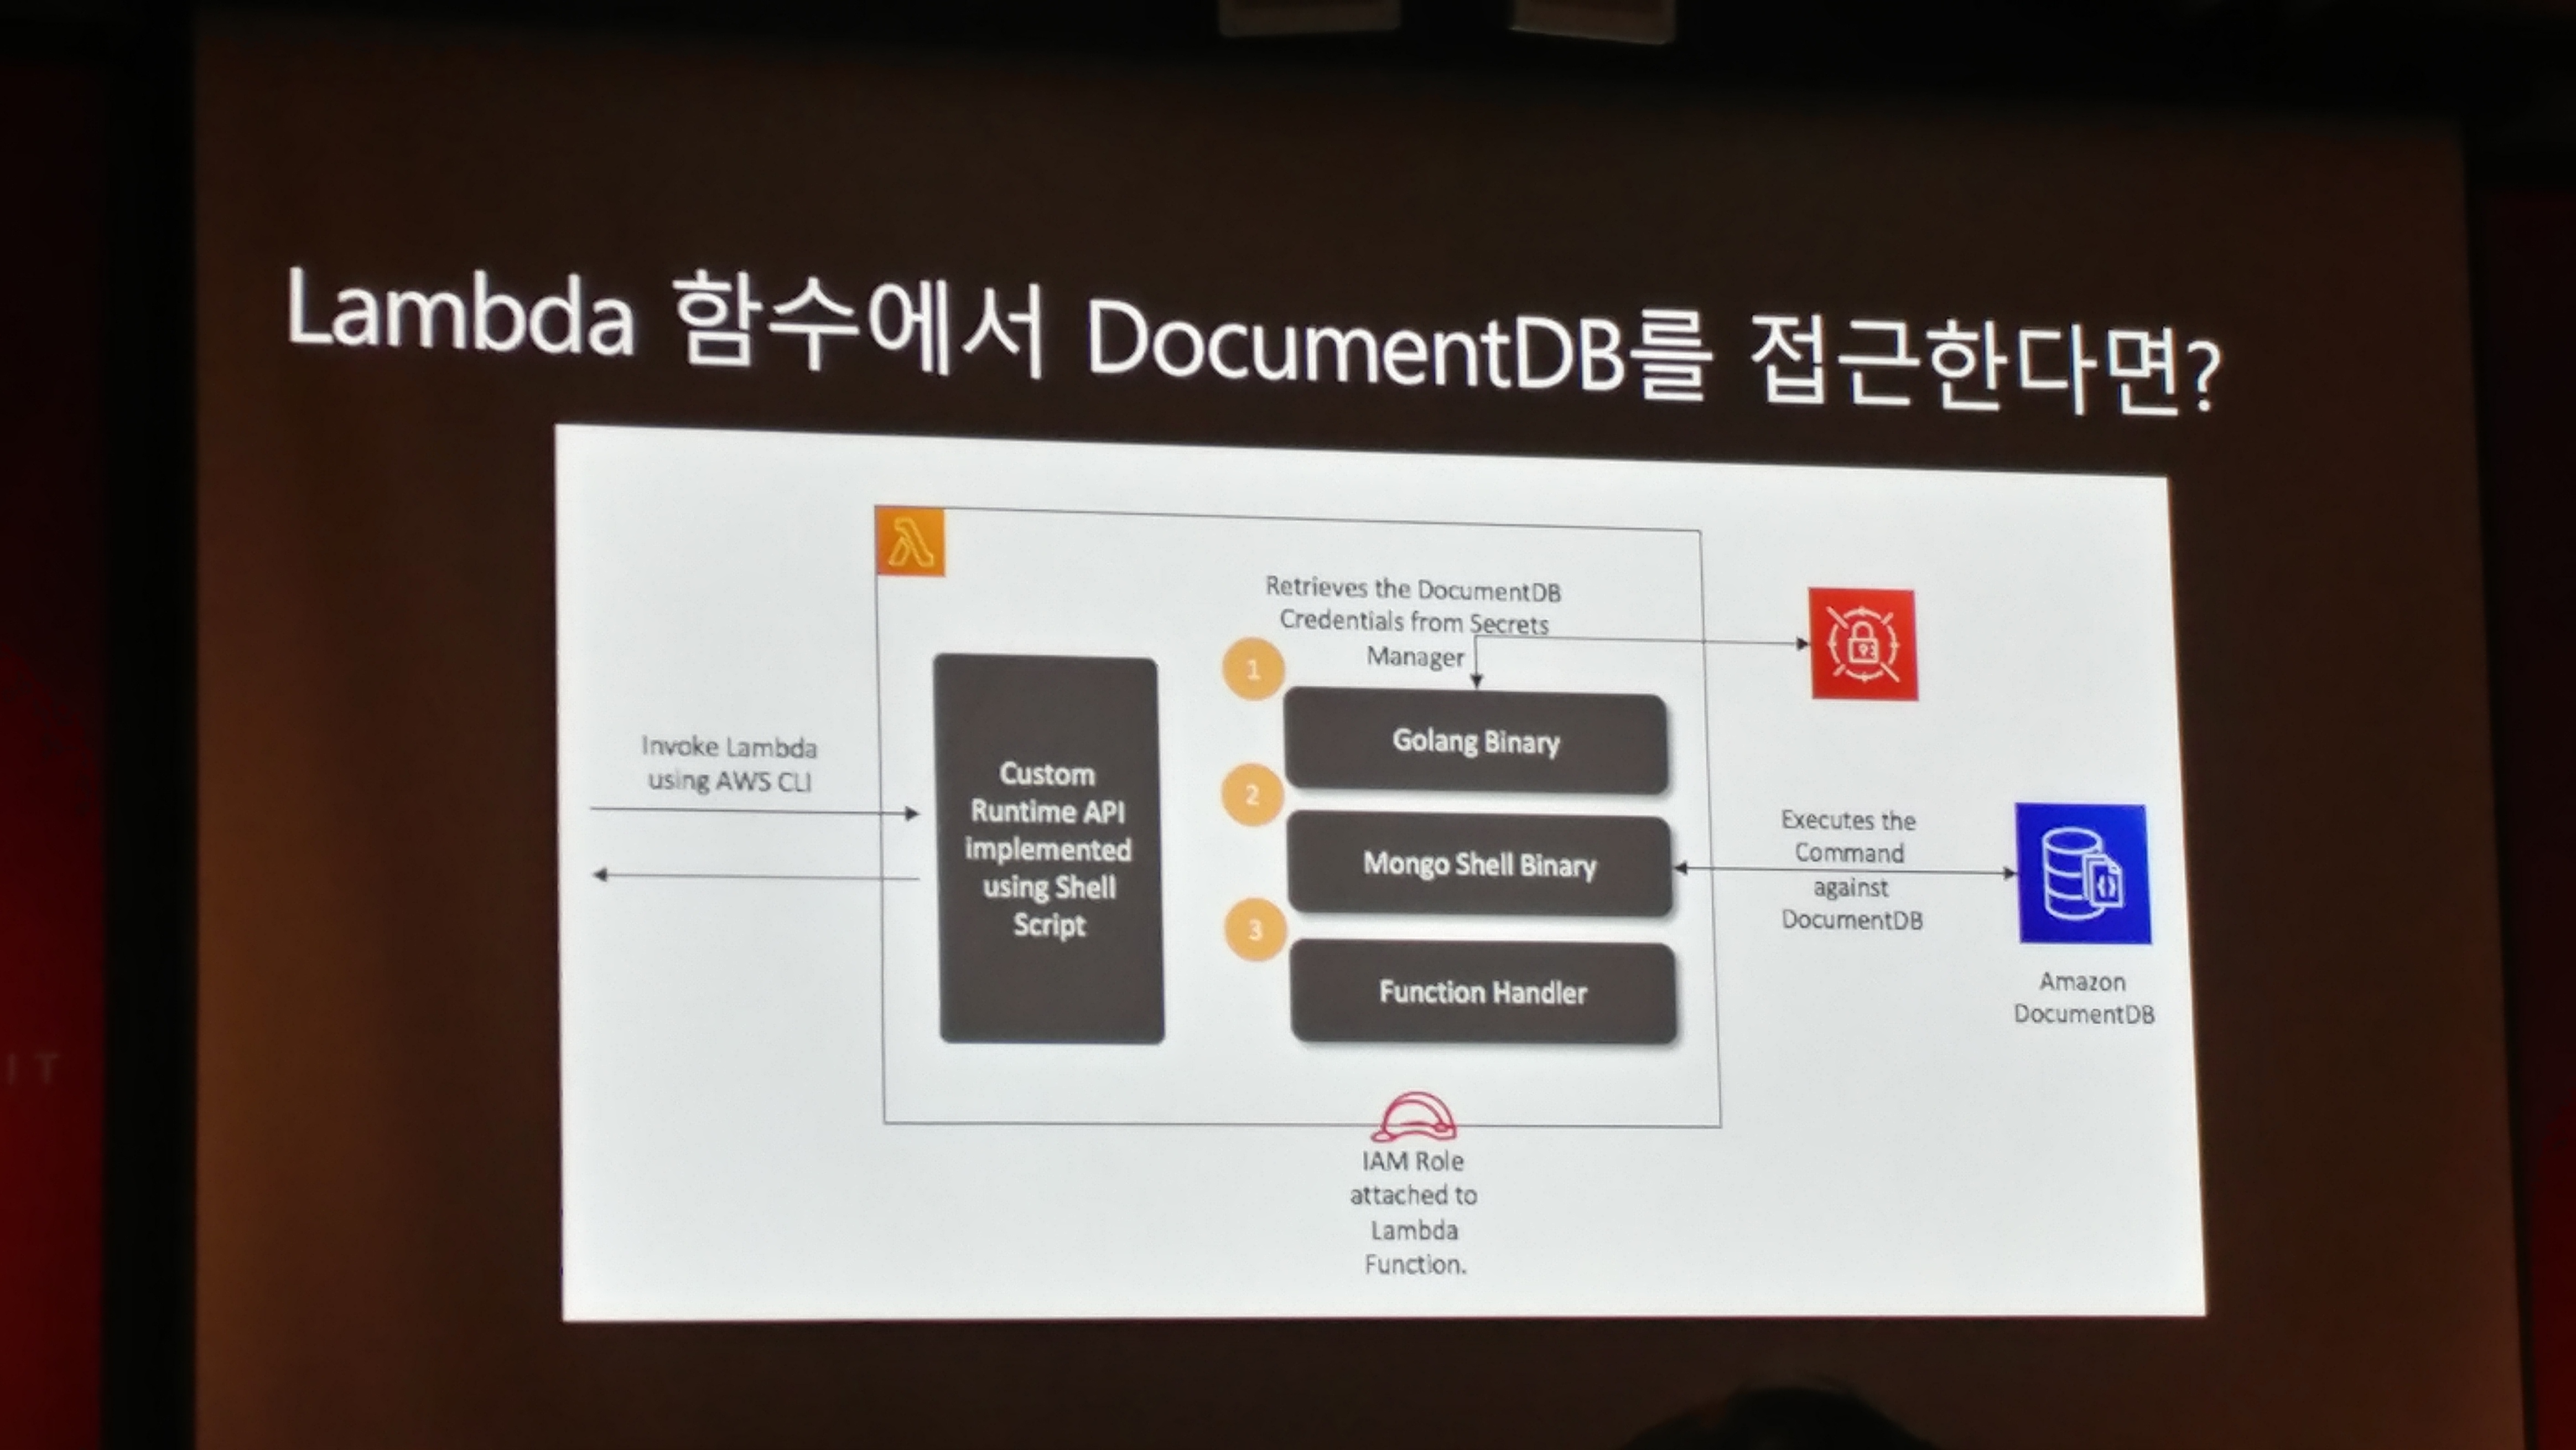 Lambda 함수에서 DocumentDB를 접근한다면?
Retrieves the DocumentDB
Credentials from Secrets
Manager
1
Golang Binary
Invoke Lambda
using AWS CLI
Custom
Runtime API
implemented
using Shell
Script
2
Mongo Shell Binary
Executes the
Command
against
DocumentDB
3
Function Handler
Amazon
DocumentDB
IAM Role
attached to
Lambda
Function.
IT